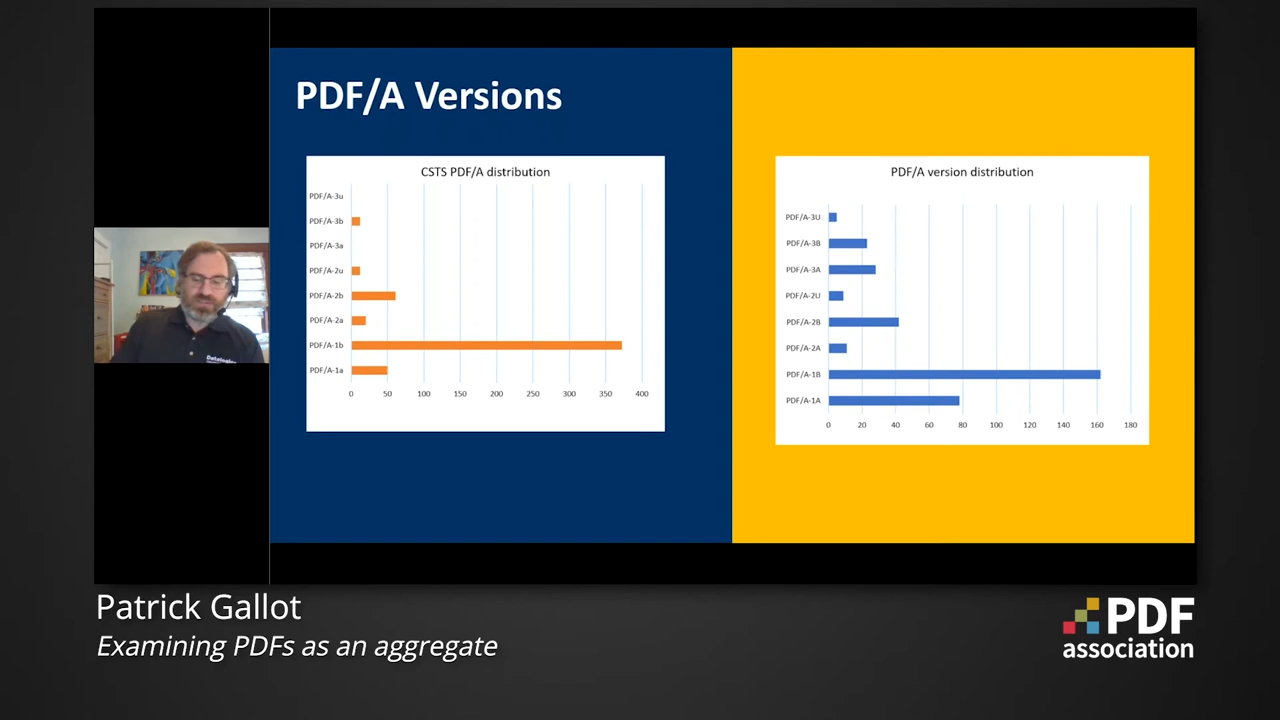 PDF/A Versions
CSTS PDF/A distribution
PDF/A-3u
PDF/A-3b
PDF/A-3a
PDF/A-2u
PDF/A-2b
PDF/A-2a
PDF/A-1b
PDF/A-1a
0 50 100 150 200 250 300 350 400
PDF/A version distribution
PDF/A-3U
PDF/A-3B
PDF/A-3A
PDF/A-2U
PDF/A-2B
PDF/A-2A
PDF/A-1B
PDF/A-1A
0 20 40 60 80 100 120 140 160 180
Datalogics
Patrick Gallot
Examining PDFs as an aggregate
PDF
association